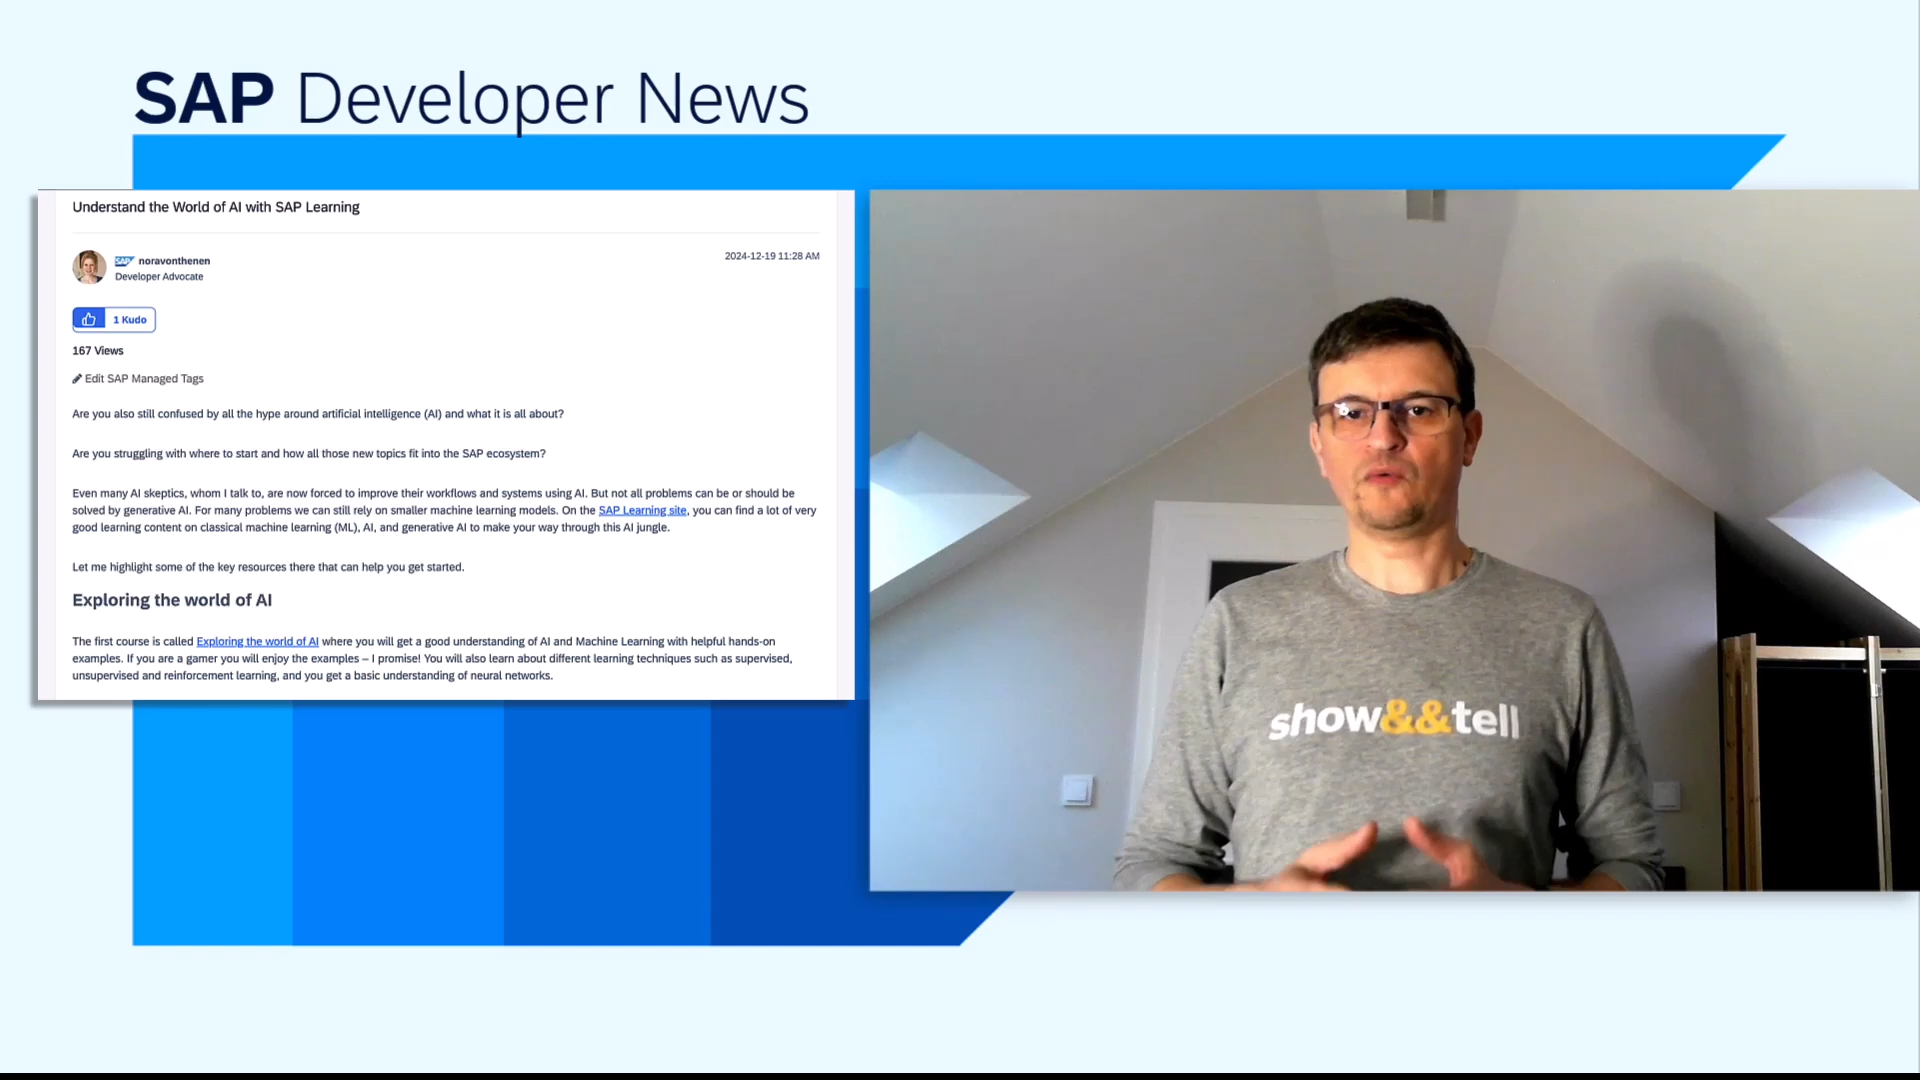 SAP Developer News
Understand the World of AI with SAP Learning
SAP noravonthenen
Developer Advocate
2024-12-19 11:28 AM
1 Kudo
167 Views
Edit SAP Managed Tags
Are you also still confused by all the hype around artificial intelligence (AI) and what it is all about?
Are you struggling with where to start and how all those new topics fit into the SAP ecosystem?
Even many AI skeptics, whom I talk to, are now forced to improve their workflows and systems using AI. But not all problems can be or should be
solved by generative AI. For many problems we can still rely on smaller machine learning models. On the SAP Learning site, you can find a lot of very
good learning content on classical machine learning (ML), AI, and generative AI to make your way through this AI jungle.
Let me highlight some of the key resources there that can help you get started.
Exploring the world of AI
The first course is called Exploring the world of AI where you will get a good understanding of AI and Machine Learning with helpful hands-on
examples. If you are a gamer you will enjoy the examples – I promise! You will also learn about different learning techniques such as supervised,
unsupervised and reinforcement learning, and you get a basic understanding of neural networks.
show&&tell